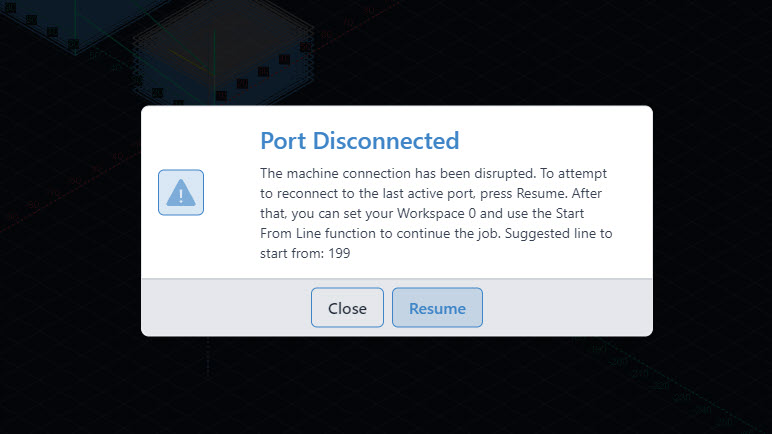 Port Disconnected
The machine connection has been disrupted. To attempt
to reconnect to the last active port, press Resume. After
that, you can set your Workspace 0 and use the Start
From Line function to continue the job. Suggested line to
start from: 199
Close
Resume